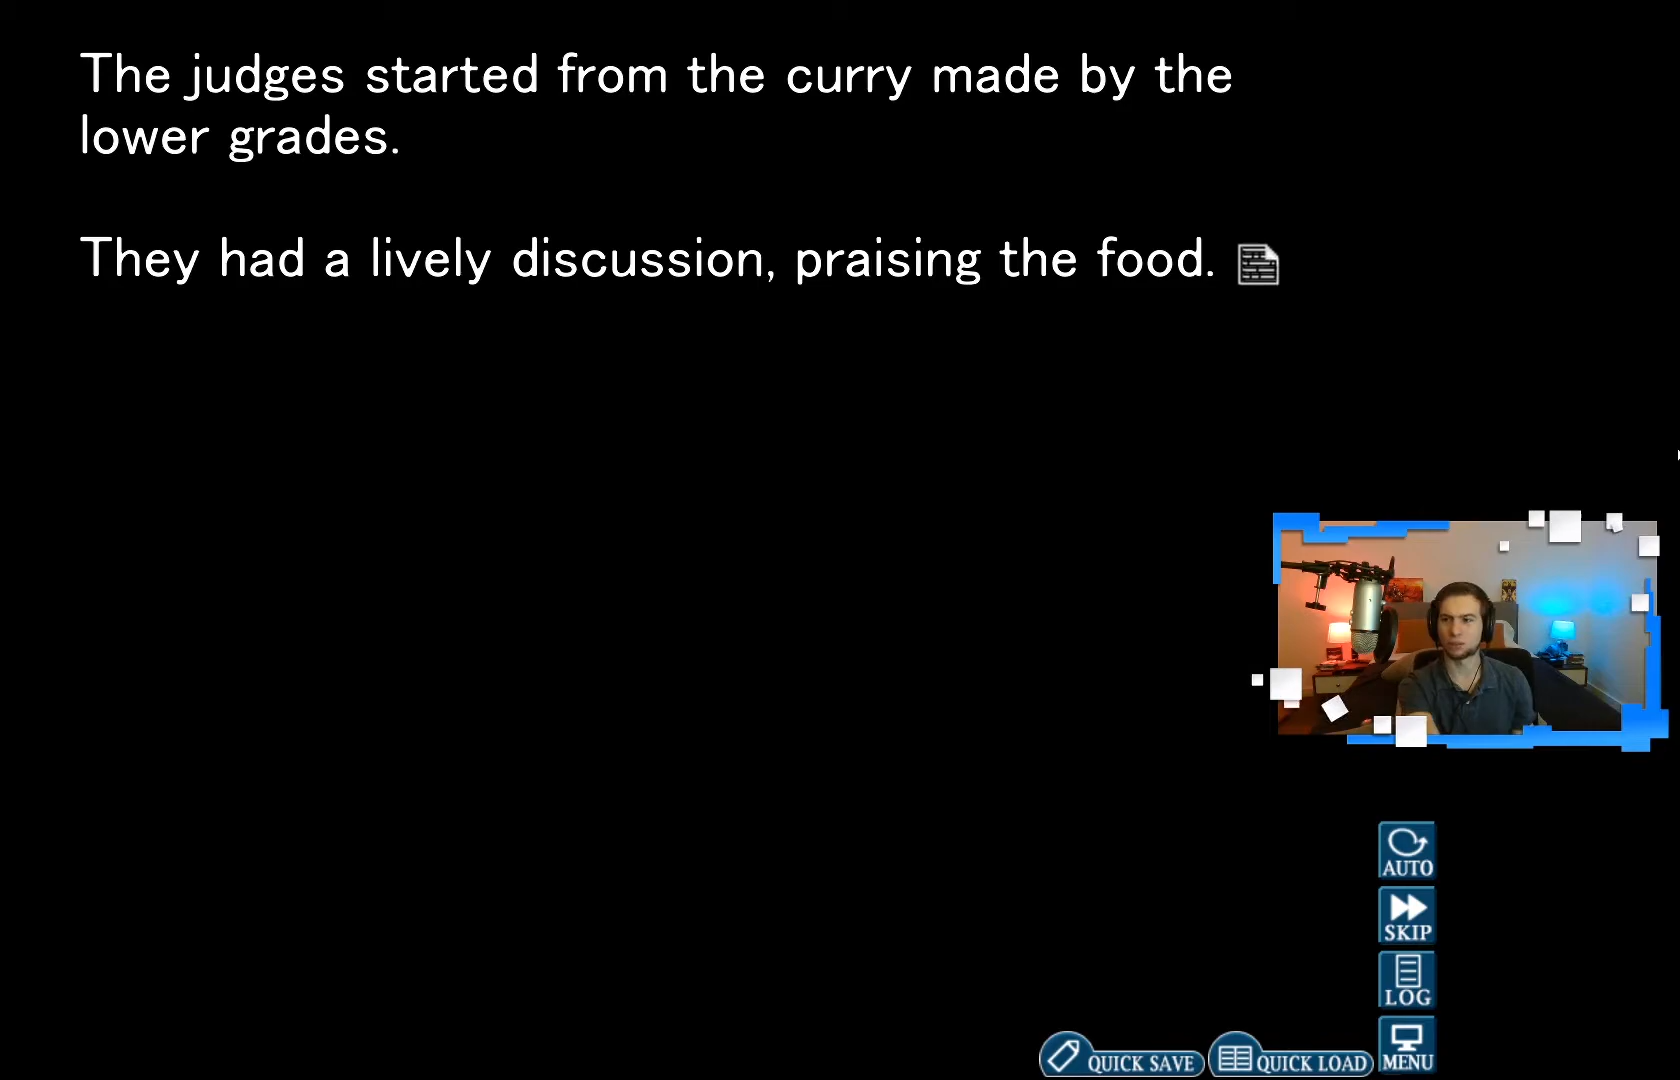 The judges started from the curry made by the
lower grades.
They had a lively discussion, praising the food.
AUTO
SKIP
LOG
MENU
QUICK SAVE
QUICK LOAD